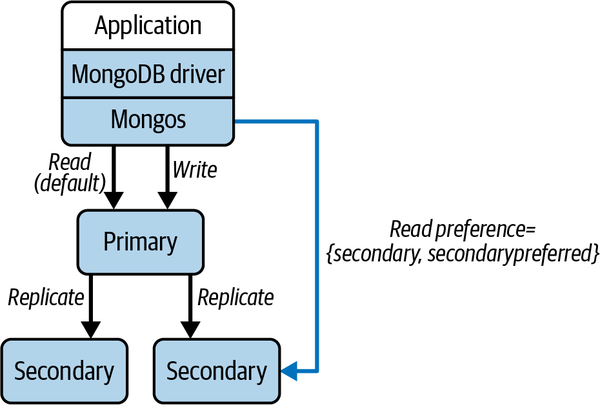 Application
MongoDB driver
Mongos
Read
(default)
Write
Read preference=
{secondary, secondarypreferred}
Primary
Replicate
Replicate
Secondary
Secondary